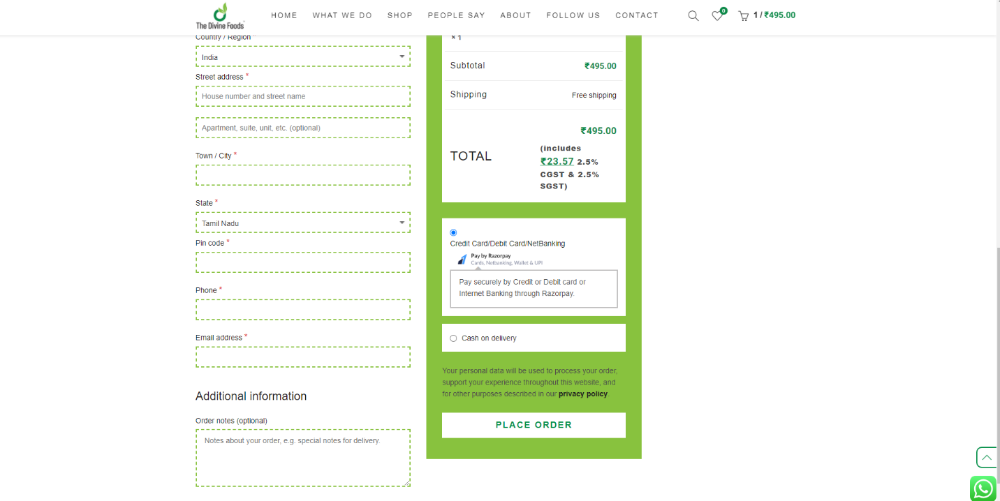 The Divine Foods
HOME
WHAT WE DO
SHOP
PEOPLE SAY
ABOUT
FOLLOW US
CONTACT
0
1 / ₹495.00
Country / Region *
India
Street address *
House number and street name
Apartment, suite, unit, etc. (optional)
Town / City *
State *
Tamil Nadu
Pin code *
Phone *
Email address *
Additional information
Order notes (optional)
Notes about your order, e.g. special notes for delivery.
× 1
Subtotal ₹495.00
Shipping Free shipping
TOTAL
₹495.00
(includes
₹23.57 2.5%
CGST & 2.5%
SGST)
Credit Card/Debit Card/NetBanking
Pay by Razorpay
Cards, Netbanking, Wallet & UPI
Pay securely by Credit or Debit card or
Internet Banking through Razorpay.
Cash on delivery
Your personal data will be used to process your order,
support your experience throughout this website, and
for other purposes described in our privacy policy.
PLACE ORDER